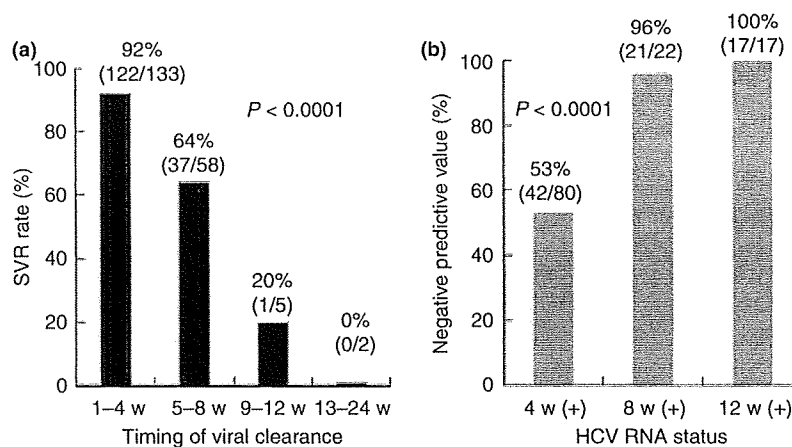 (a)
92%
(122/133)
100
80
60
40
20
0
SVR rate (%)
P < 0.0001
64%
(37/58)
20%
(1/5)
0%
(0/2)
1–4 w 5–8 w 9–12 w 13–24 w
Timing of viral clearance
(b)
96%
(21/22)
100%
(17/17)
100
80
60
40
20
0
Negative predictive value (%)
P < 0.0001
53%
(42/80)
4 w (+) 8 w (+) 12 w (+)
HCV RNA status